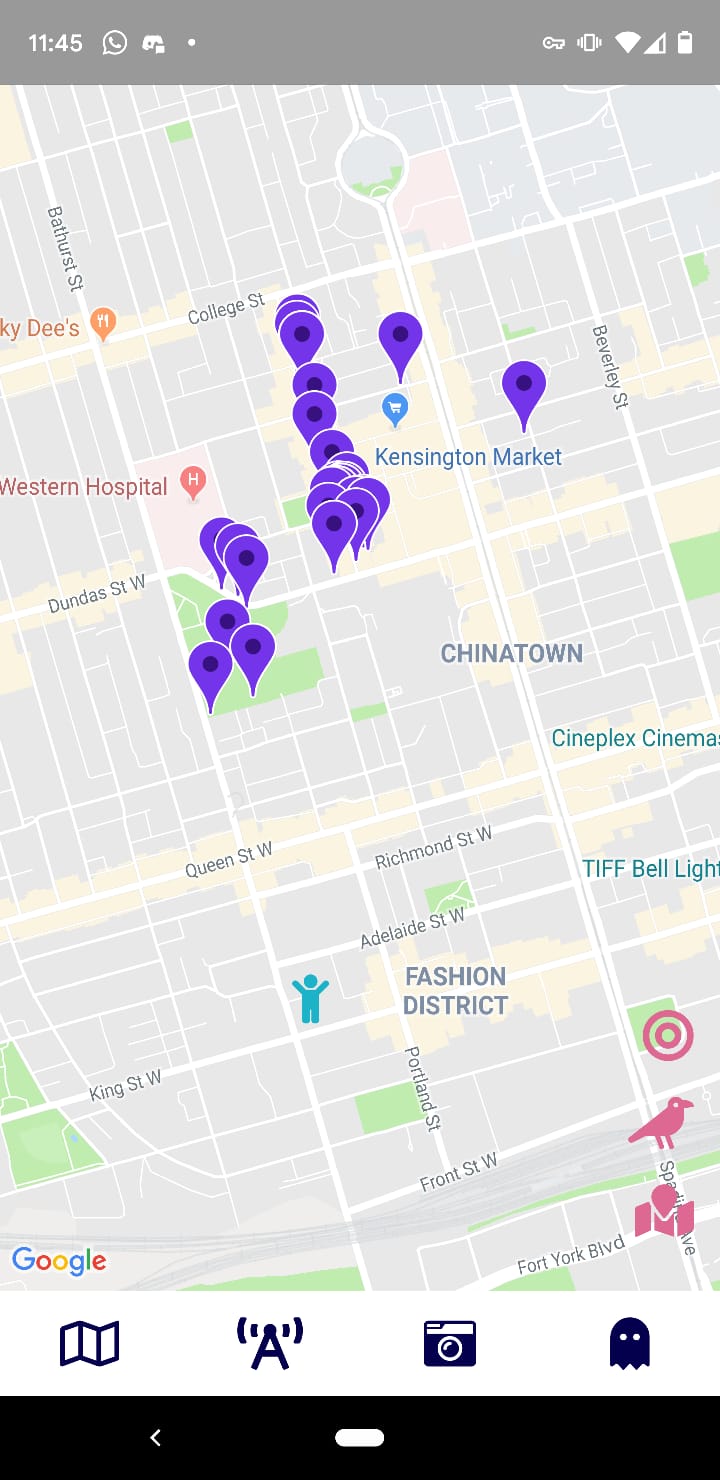 11:45
Bathurst St
College St
ky Dee's
Beverley St
Kensington Market
Western Hospital
H
Dundas St W
CHINATOWN
Cineplex Cinemas
Queen St W
Richmond St W
TIFF Bell Light
Adelaide St W
FASHION
DISTRICT
King St W
Portland St
Front St W
Google
Fort York Blvd